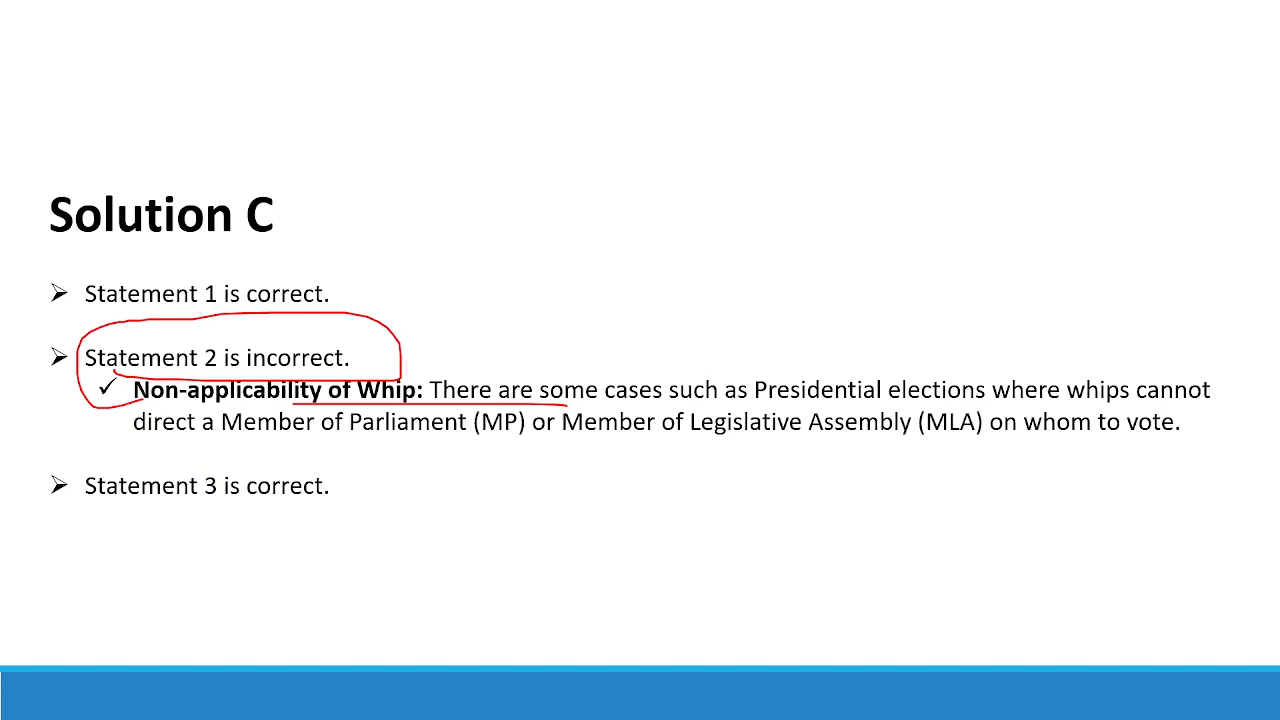 Solution C
➢ Statement 1 is correct.
➢ Statement 2 is incorrect.
✓ Non-applicability of Whip: There are some cases such as Presidential elections where whips cannot
direct a Member of Parliament (MP) or Member of Legislative Assembly (MLA) on whom to vote.
➢ Statement 3 is correct.